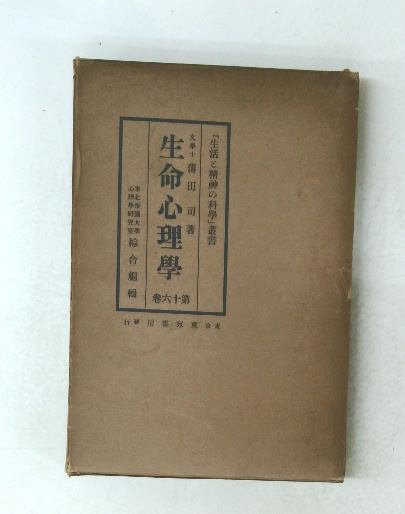 「生活と精神の科學」叢書
文學士 薄田司著
生命心理學
第十六卷
東北帝國大學
心理學研究室
綜合編輯
東京 東宛書房 發行